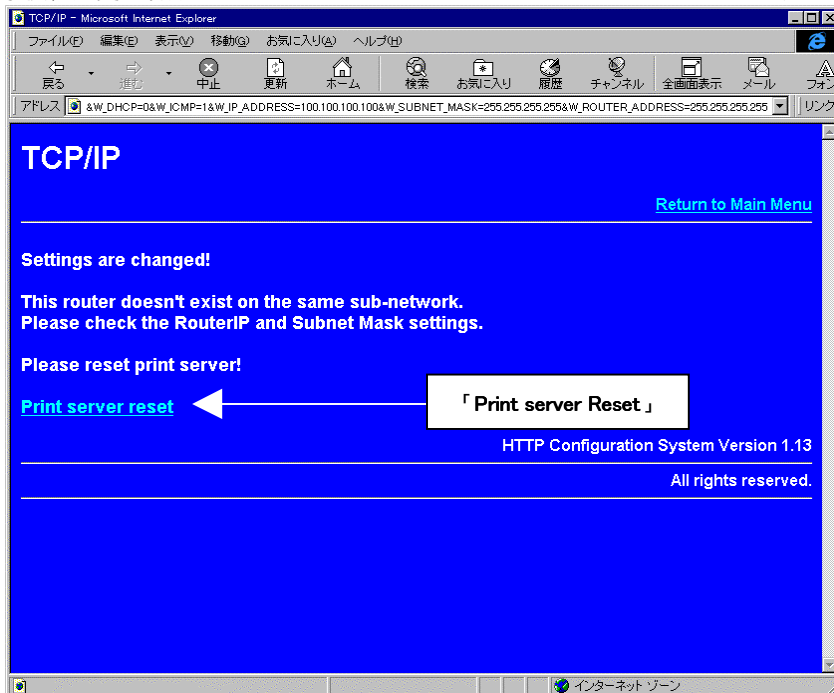 TCP/IP - Microsoft Internet Explorer
ファイル(F) 編集(E) 表示(V) 移動(G) お気に入り(A) ヘルプ(H)
戻る 進む 中止 更新 ホーム 検索 お気に入り 履歴 チャンネル 全画面表示 メール フォン
アドレス &W_DHCP=0&W_ICMP=1&W_IP_ADDRESS=100.100.100.100&W_SUBNET_MASK=255.255.255.255&W_ROUTER_ADDRESS=255.255.255.255 リンク
TCP/IP
Return to Main Menu
Settings are changed!
This router doesn't exist on the same sub-network.
Please check the RouterIP and Subnet Mask settings.
Please reset print server!
Print server reset
「Print server Reset」
HTTP Configuration System Version 1.13
All rights reserved.
インターネット ゾーン